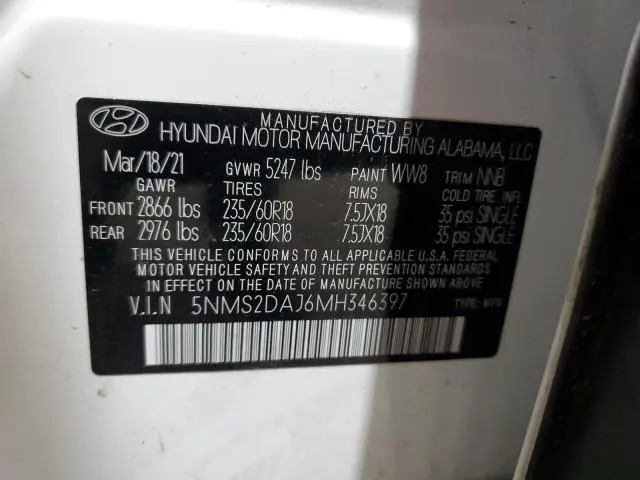 MANUFACTURED BY
HYUNDAI MOTOR MANUFACTURING ALABAMA, LLC
Mar/18/21 GVWR 5247 lbs PAINT WW8 TRIM NNB
GAWR TIRES RIMS COLD TIRE INFL.
FRONT 2866 lbs 235/60R18 7.5JX18 35 psi SINGLE
REAR 2976 lbs 235/60R18 7.5JX18 35 psi SINGLE
THIS VEHICLE CONFORMS TO ALL APPLICABLE U.S.A. FEDERAL
MOTOR VEHICLE SAFETY AND THEFT PREVENTION STANDARDS
IN EFFECT ON THE DATE OF MANUFACTURE SHOWN ABOVE.
V.I.N 5NMS2DAJ6MH346397 TYPE: MPV